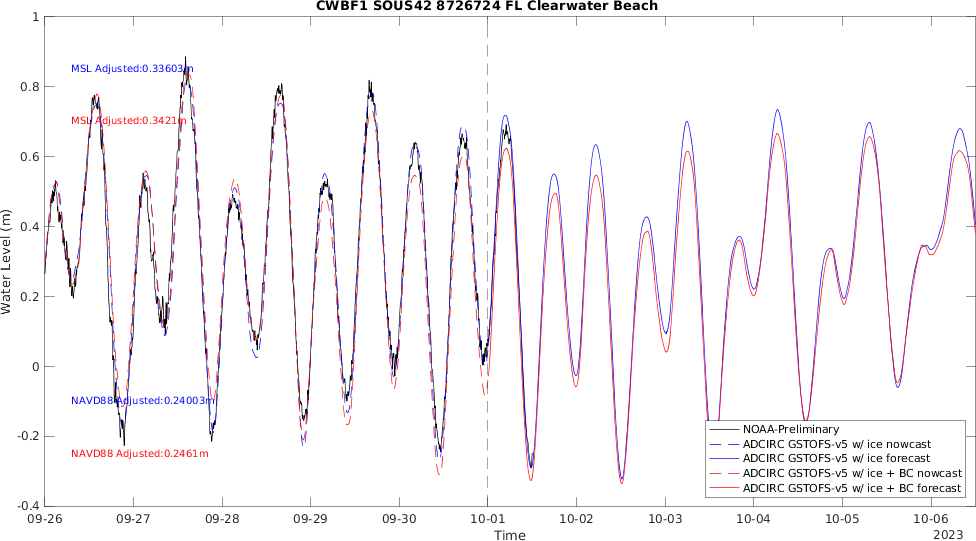 CWBF1 SOUS42 8726724 FL Clearwater Beach
1
0.8
0.6
0.4
0.2
0
-0.2
-0.4
Water Level (m)
MSL Adjusted:0.33603m
MSL Adjusted:0.3421m
NAVD88 Adjusted:0.24003m
NAVD88 Adjusted:0.2461m
NOAA-Preliminary
ADCIRC GSTOFS-v5 w/ ice nowcast
ADCIRC GSTOFS-v5 w/ ice forecast
ADCIRC GSTOFS-v5 w/ ice + BC nowcast
ADCIRC GSTOFS-v5 w/ ice + BC forecast
09-26 09-27 09-28 09-29 09-30 10-01 10-02 10-03 10-04 10-05 10-06
Time
2023